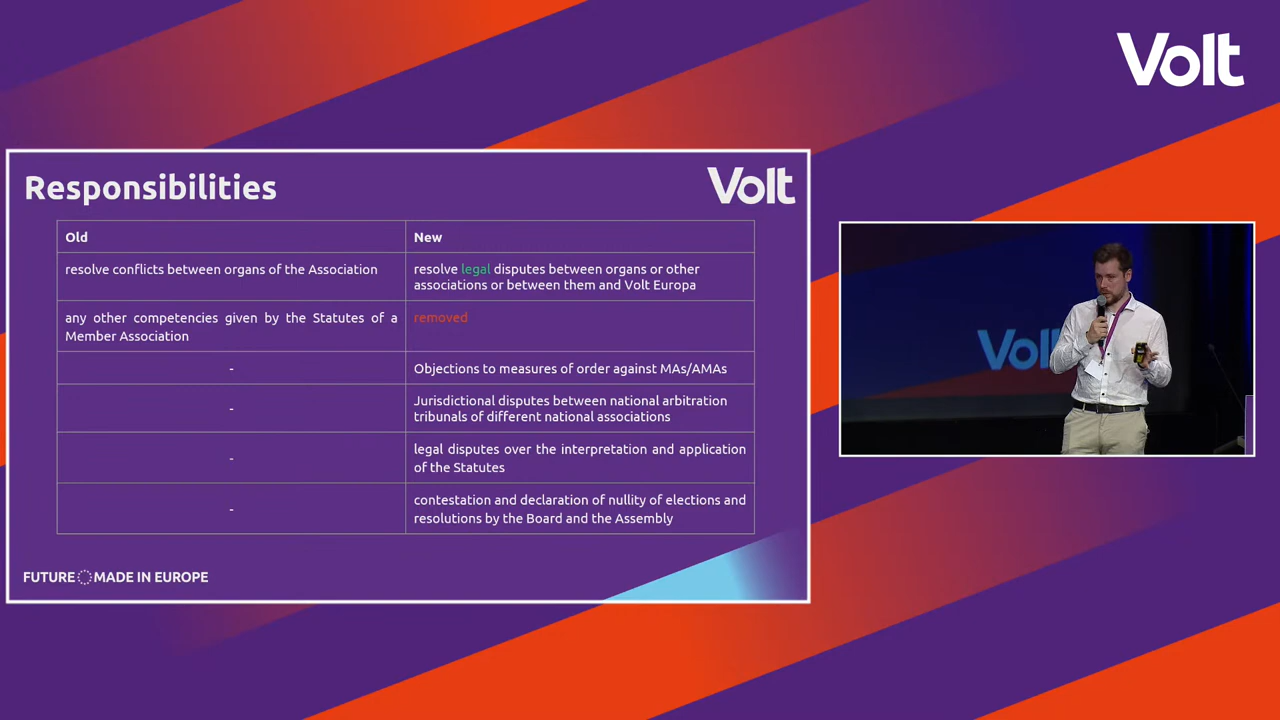 Volt
Responsibilities
Volt
Old
New
resolve conflicts between organs of the Association
resolve legal disputes between organs or other
associations or between them and Volt Europa
any other competencies given by the Statutes of a
Member Association
removed
-
Objections to measures of order against MAs/AMAs
-
Jurisdictional disputes between national arbitration
tribunals of different national associations
-
legal disputes over the interpretation and application
of the Statutes
-
contestation and declaration of nullity of elections and
resolutions by the Board and the Assembly
FUTURE MADE IN EUROPE
Vol